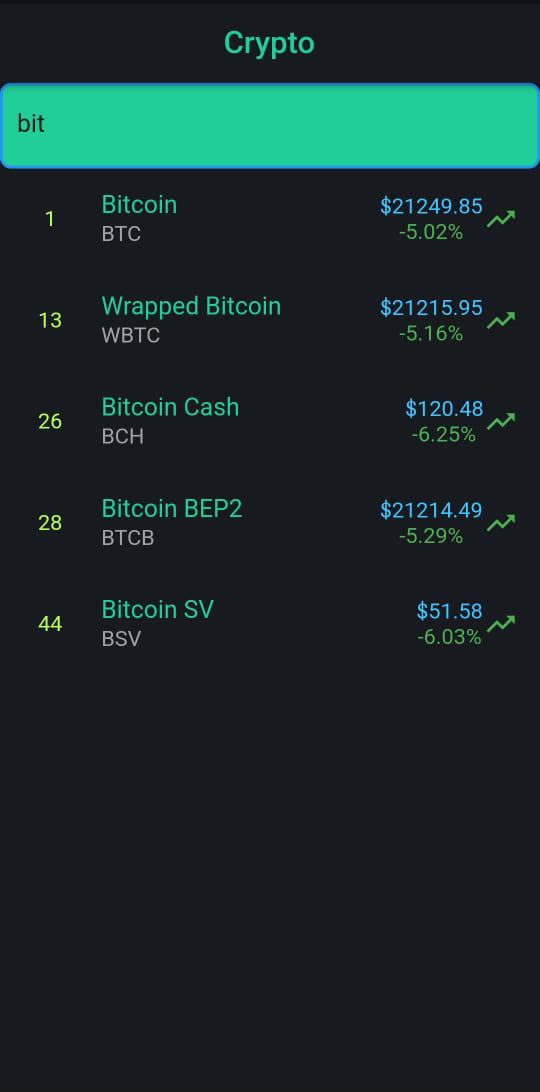 Crypto
bit
1 Bitcoin $21249.85
BTC -5.02%
13 Wrapped Bitcoin $21215.95
WBTC -5.16%
26 Bitcoin Cash $120.48
BCH -6.25%
28 Bitcoin BEP2 $21214.49
BTCB -5.29%
44 Bitcoin SV $51.58
BSV -6.03%